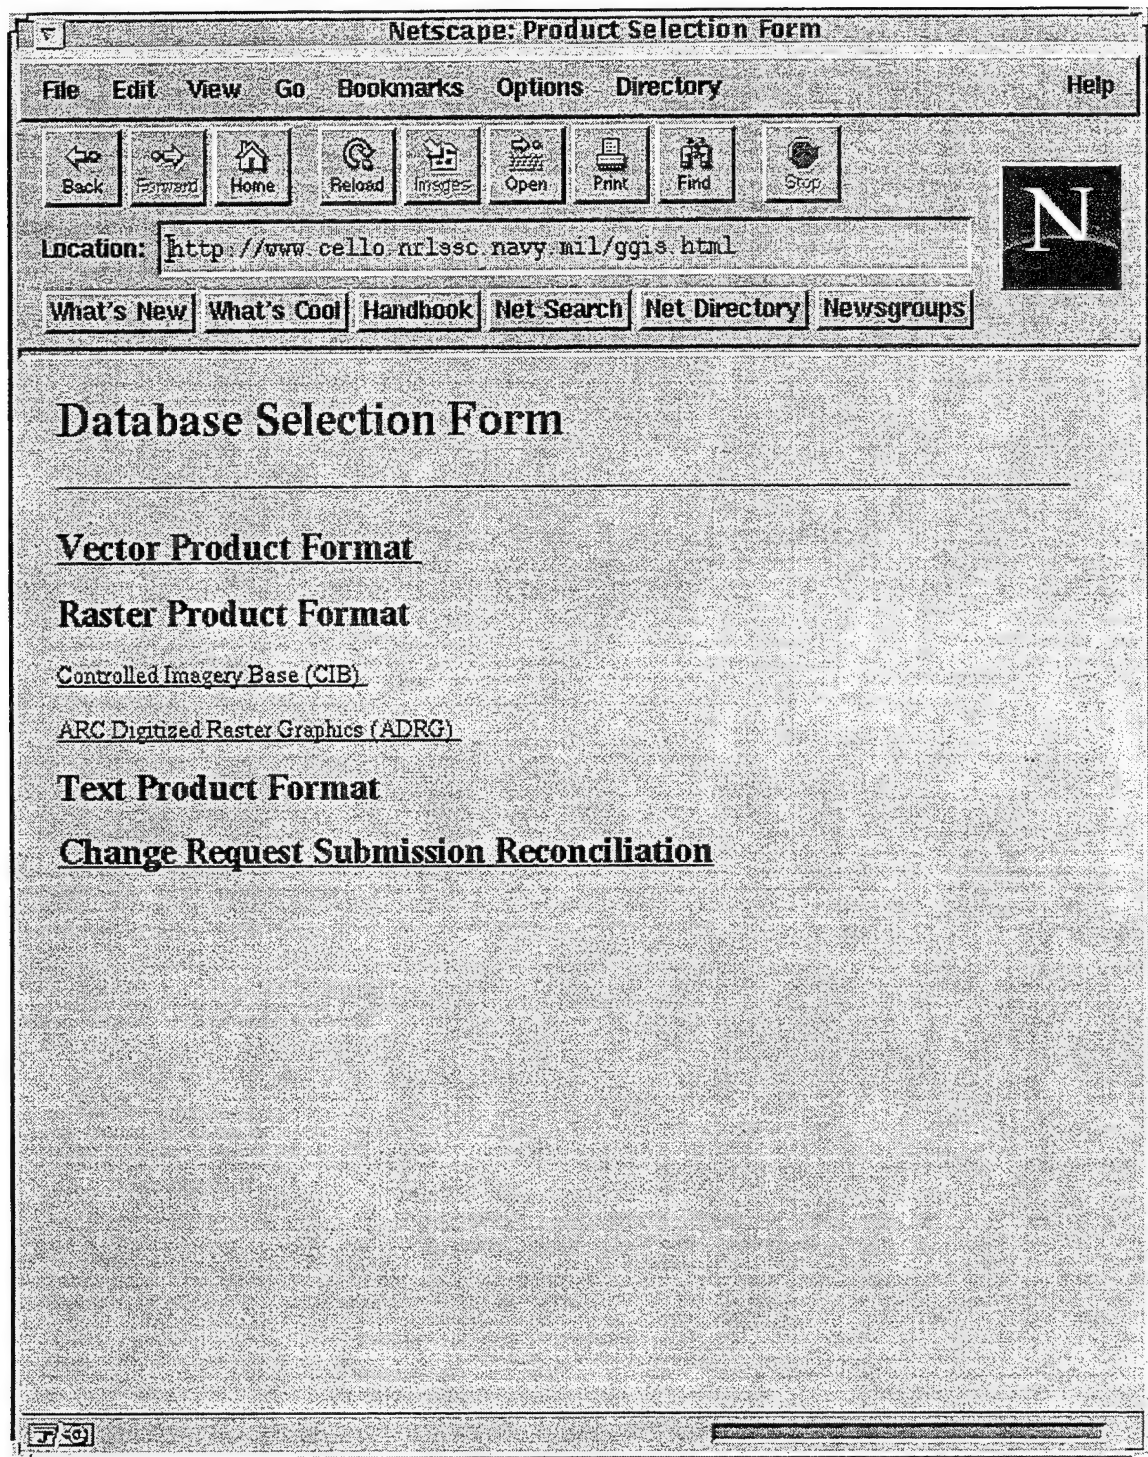 Netscape: Product Selection Form
File Edit View Go Bookmarks Options Directory Help
Back Forward Home Reload Images Open Print Find Stop
N
Location: http://www.cello.nrlssc.navy.mil/ggis.html
What's New What's Cool Handbook Net Search Net Directory Newsgroups
Database Selection Form
Vector Product Format
Raster Product Format
Controlled Imagery Base (CIB)
ARC Digitized Raster Graphics (ADRG)
Text Product Format
Change Request Submission Reconciliation